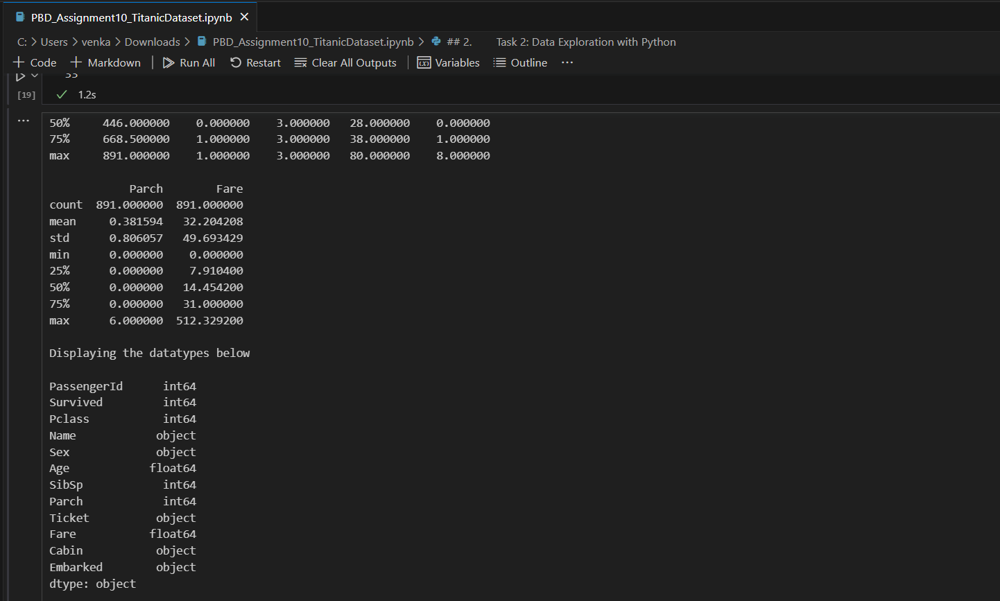 PBD_Assignment10_TitanicDataset.ipynb
C: > Users > venka > Downloads > PBD_Assignment10_TitanicDataset.ipynb > ## 2. Task 2: Data Exploration with Python
+ Code + Markdown | Run All Restart Clear All Outputs | Variables Outline ...
33
[19] 1.2s
50% 446.000000 0.000000 3.000000 28.000000 0.000000
75% 668.500000 1.000000 3.000000 38.000000 1.000000
max 891.000000 1.000000 3.000000 80.000000 8.000000
Parch Fare
count 891.000000 891.000000
mean 0.381594 32.204208
std 0.806057 49.693429
min 0.000000 0.000000
25% 0.000000 7.910400
50% 0.000000 14.454200
75% 0.000000 31.000000
max 6.000000 512.329200
Displaying the datatypes below
PassengerId int64
Survived int64
Pclass int64
Name object
Sex object
Age float64
SibSp int64
Parch int64
Ticket object
Fare float64
Cabin object
Embarked object
dtype: object